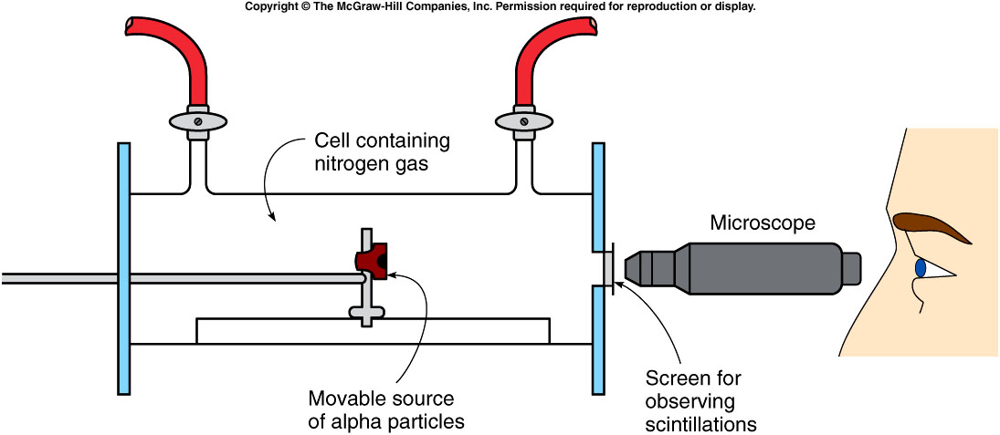 Copyright © The McGraw-Hill Companies, Inc. Permission required for reproduction or display.
Cell containing
nitrogen gas
Microscope
Movable source
of alpha particles
Screen for
observing
scintillations